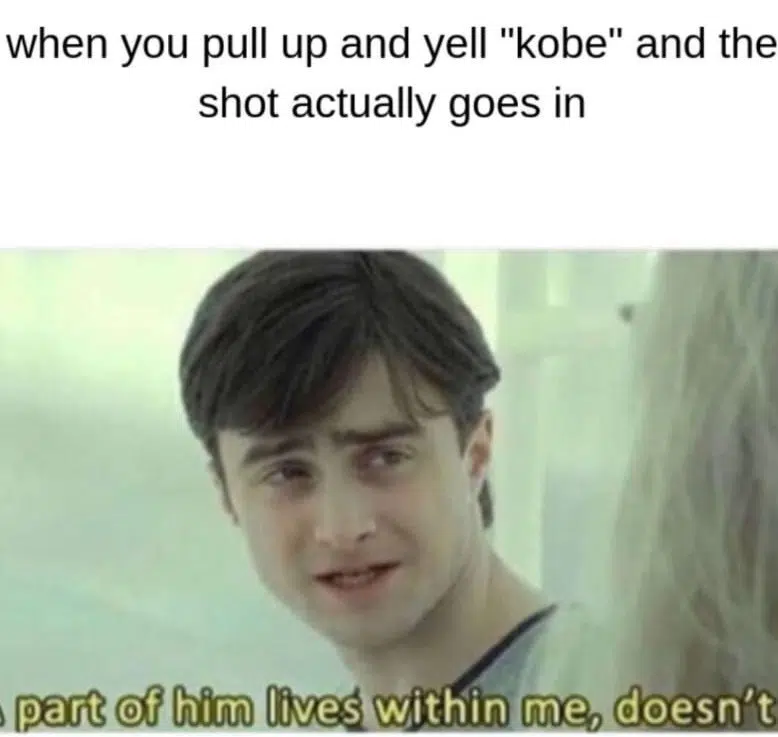 when you pull up and yell "kobe" and the
shot actually goes in
part of him lives within me, doesn't